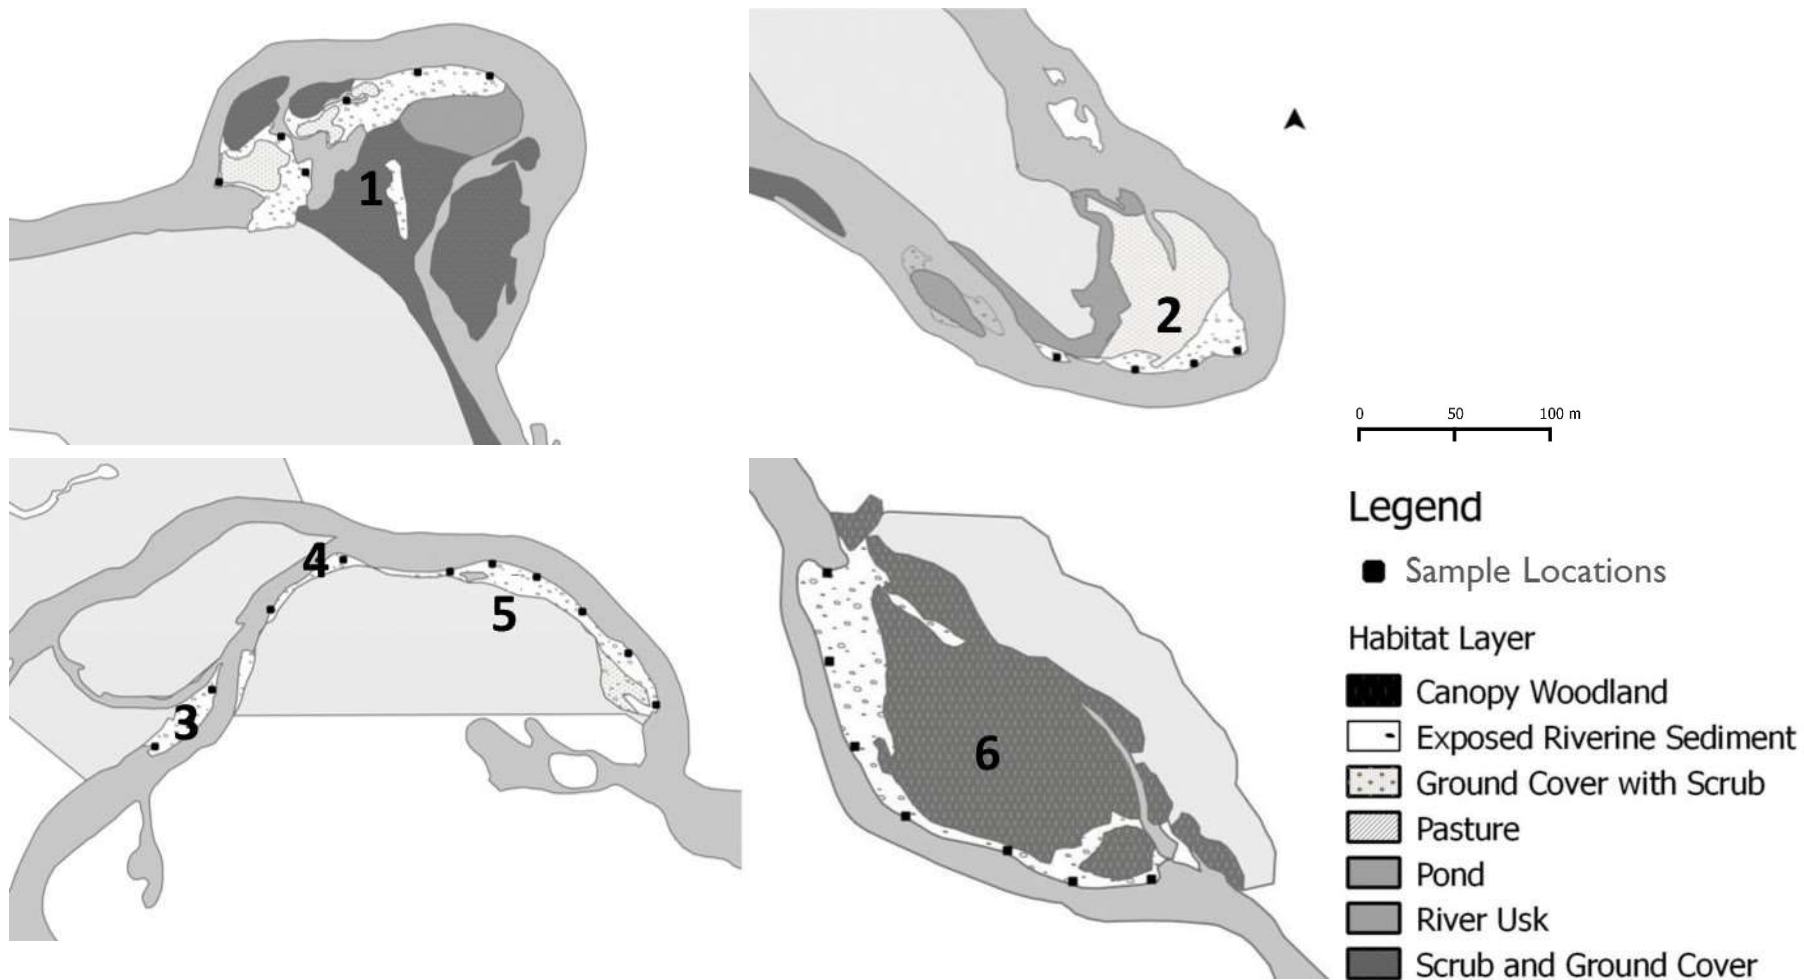 1
2
0 50 100 m
3
4
5
6
Legend
Sample Locations
Habitat Layer
Canopy Woodland
Exposed Riverine Sediment
Ground Cover with Scrub
Pasture
Pond
River Usk
Scrub and Ground Cover